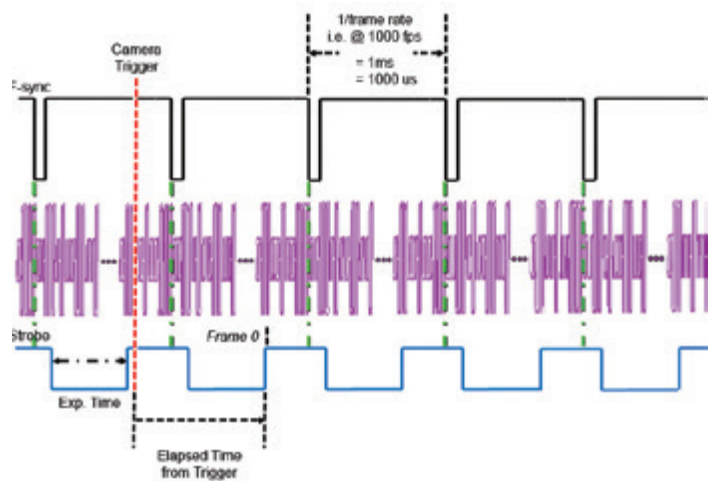 1/frame rate
i.e. @ 1000 fps
= 1ms
= 1000 us
Camera
Trigger
F-sync
Strobo
Frame 0
Exp. Time
Elapsed Time
from Trigger